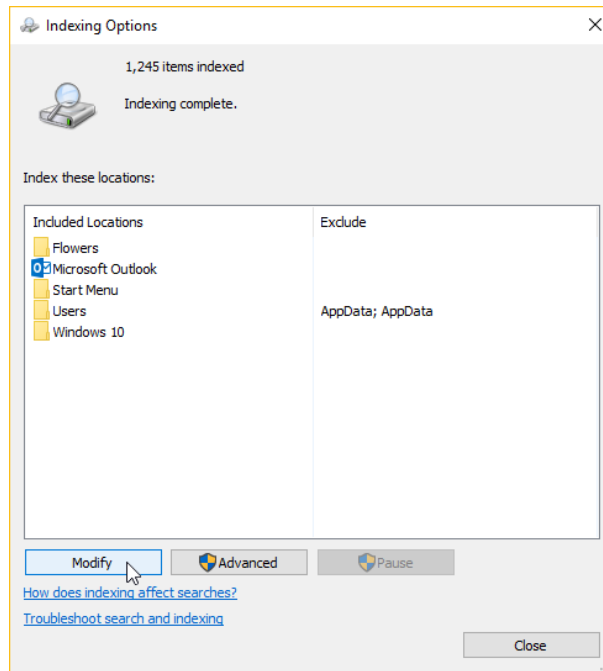 Indexing Options
1,245 items indexed
Indexing complete.
Index these locations:
Included Locations Exclude
Flowers
Microsoft Outlook
Start Menu
Users AppData; AppData
Windows 10
Modify Advanced Pause
How does indexing affect searches?
Troubleshoot search and indexing
Close